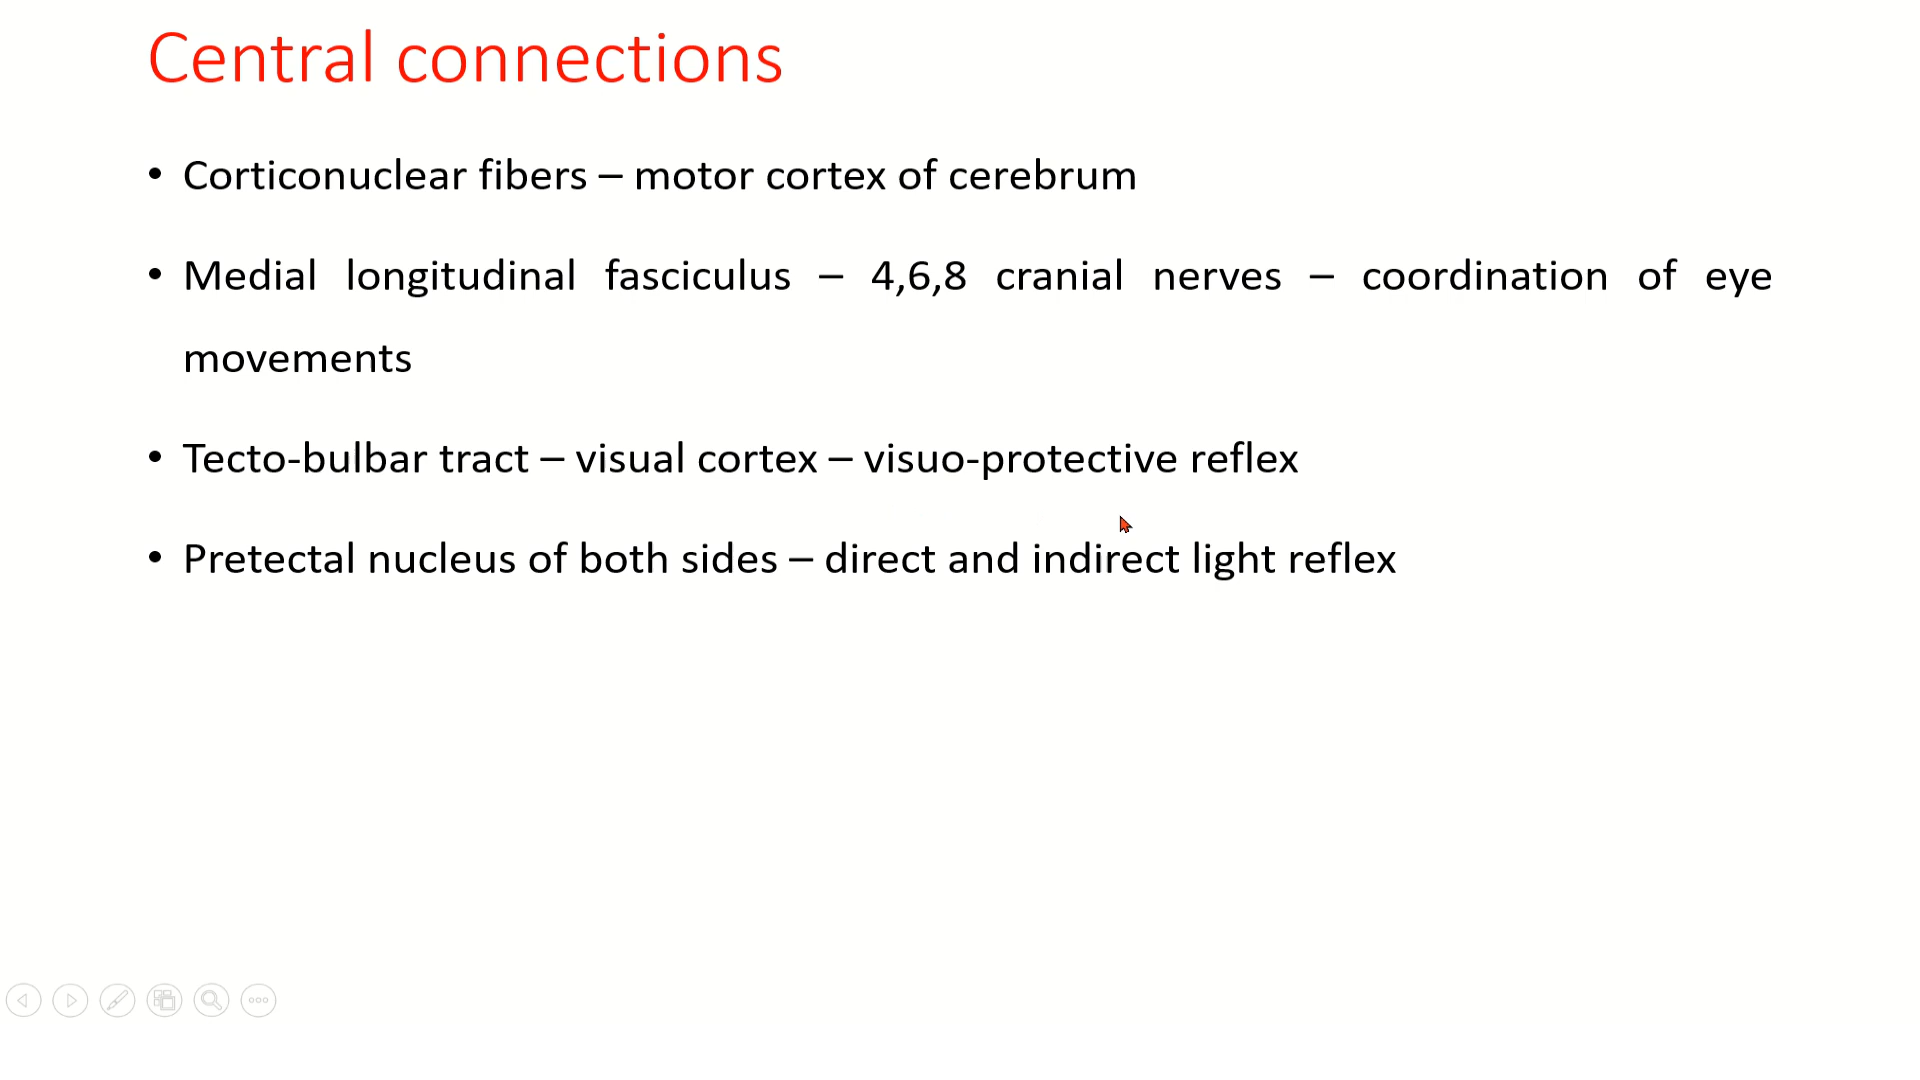 Central connections
• Corticonuclear fibers – motor cortex of cerebrum
• Medial longitudinal fasciculus – 4,6,8 cranial nerves – coordination of eye
movements
• Tecto-bulbar tract – visual cortex – visuo-protective reflex
• Pretectal nucleus of both sides – direct and indirect light reflex